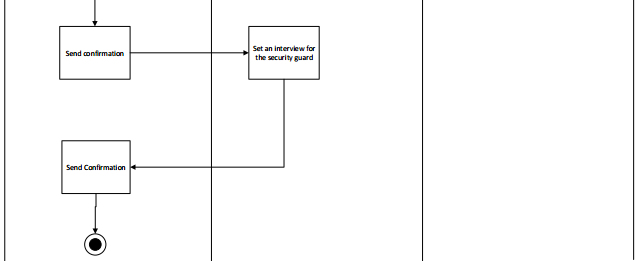 Send confirmation
Set an interview for
the security guard
Send Confirmation